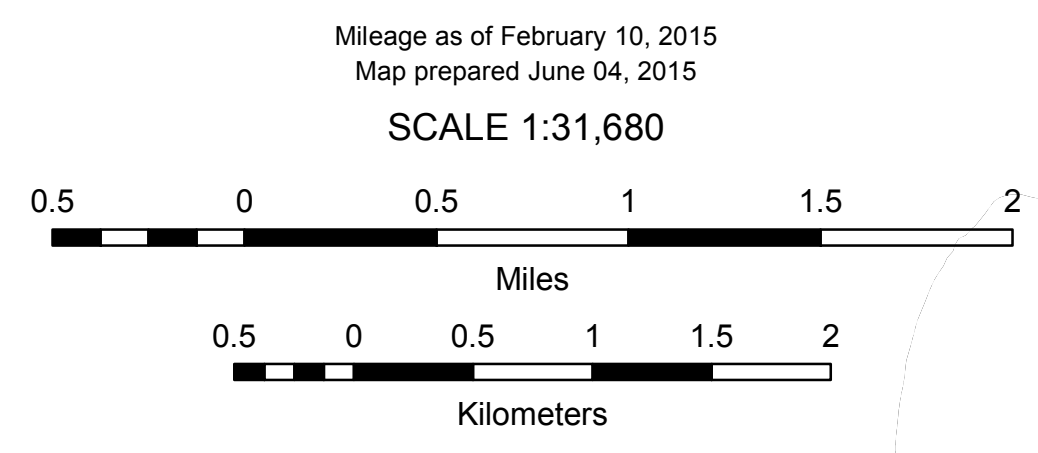 Mileage as of February 10, 2015
Map prepared June 04, 2015
SCALE 1:31,680
0.5 0 0.5 1 1.5 2
Miles
0.5 0 0.5 1 1.5 2
Kilometers